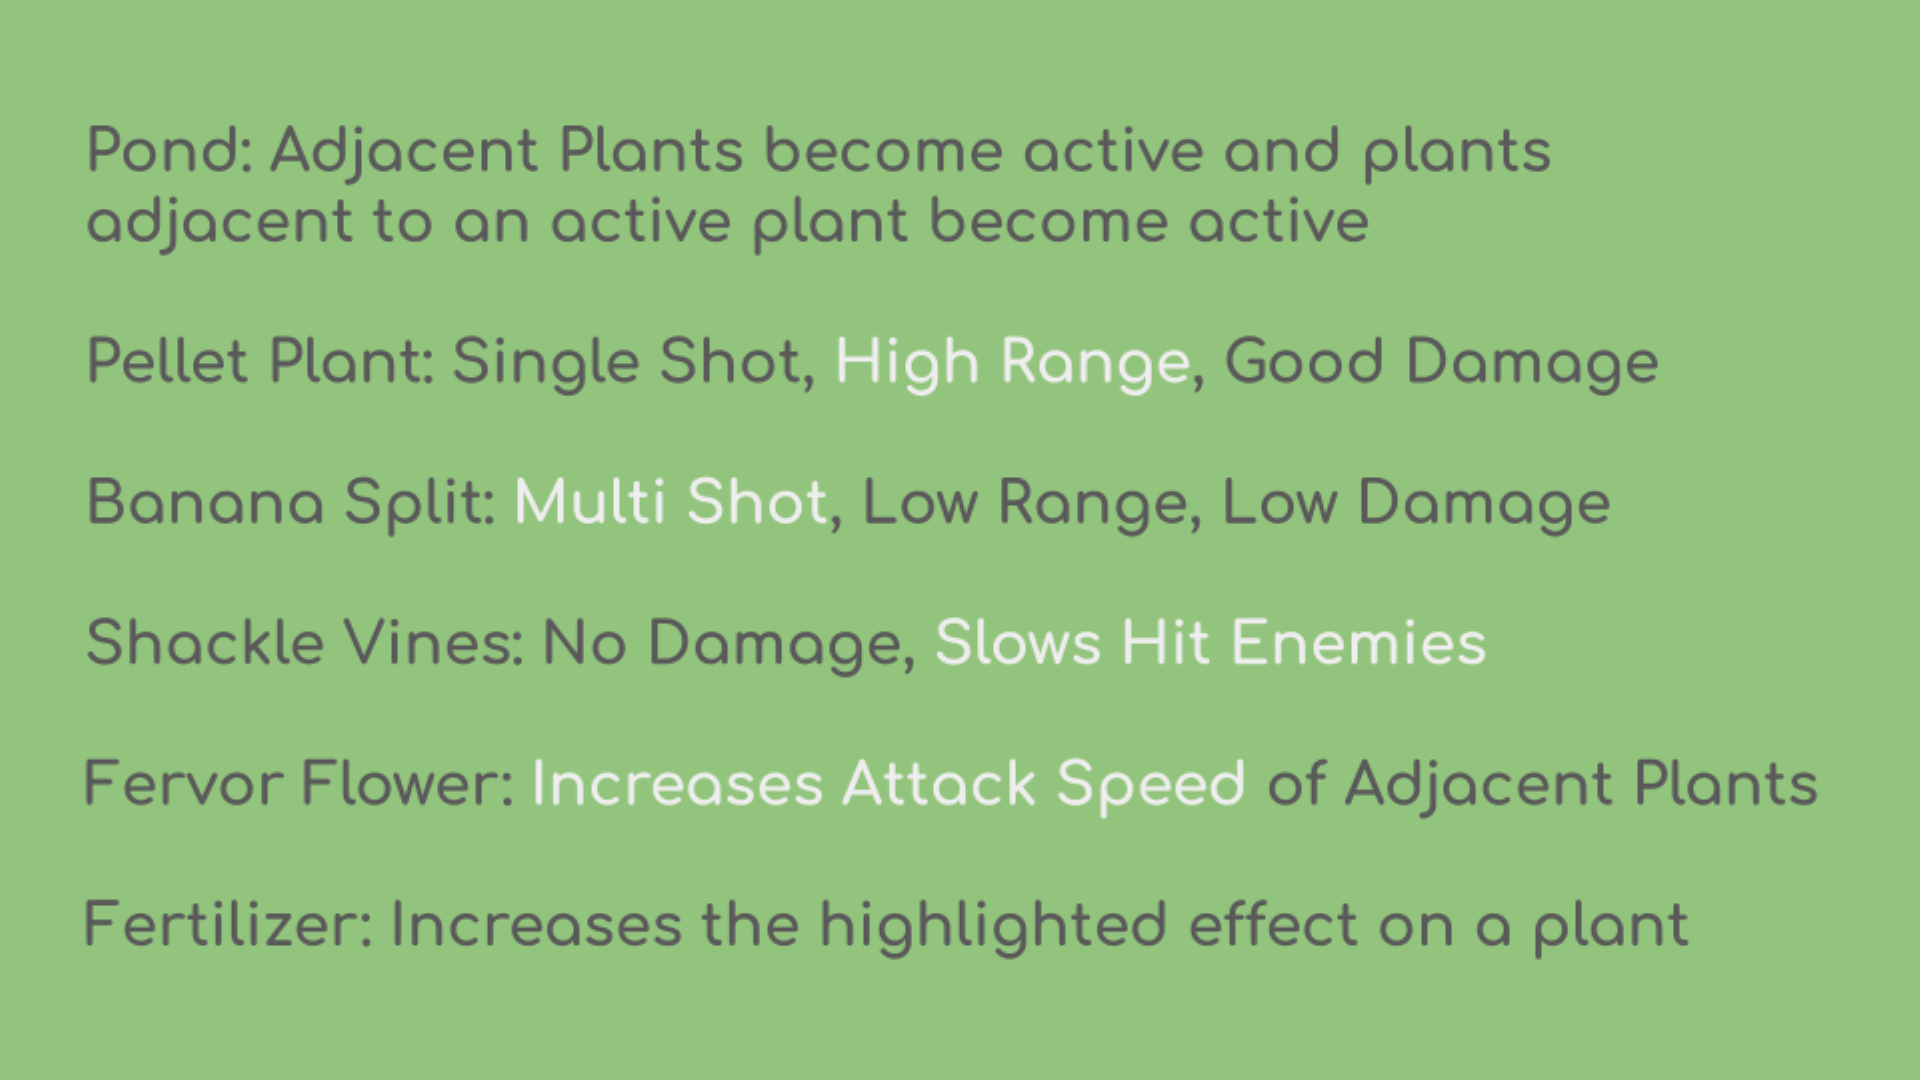 Pond: Adjacent Plants become active and plants
adjacent to an active plant become active
Pellet Plant: Single Shot, High Range, Good Damage
Banana Split: Multi Shot, Low Range, Low Damage
Shackle Vines: No Damage, Slows Hit Enemies
Fervor Flower: Increases Attack Speed of Adjacent Plants
Fertilizer: Increases the highlighted effect on a plant